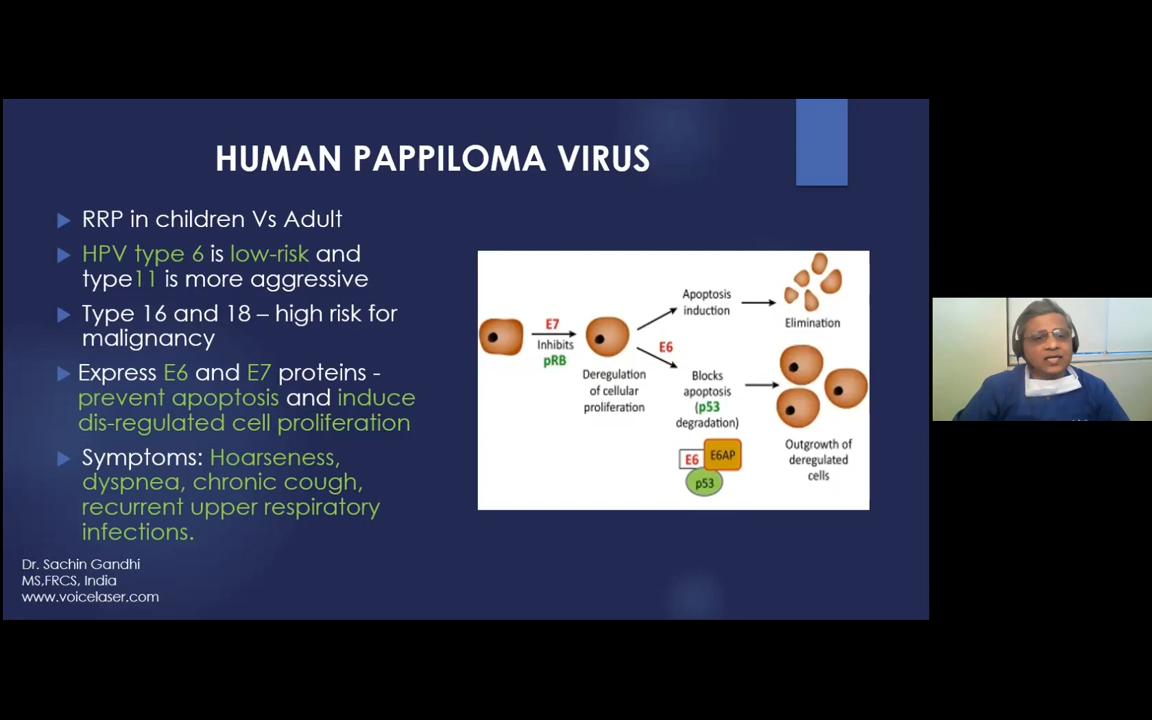 HUMAN PAPPILOMA VIRUS
RRP in children Vs Adult
HPV type 6 is low-risk and
type11 is more aggressive
Type 16 and 18 – high risk for
malignancy
Express E6 and E7 proteins -
prevent apoptosis and induce
dis-regulated cell proliferation
Symptoms: Hoarseness,
dyspnea, chronic cough,
recurrent upper respiratory
infections.
Dr. Sachin Gandhi
MS,FRCS, India
www.voicelaser.com
E7
Inhibits
pRB
Deregulation
of cellular
proliferation
Apoptosis
induction
Elimination
E6
Blocks
apoptosis
(p53
degradation)
E6
E6AP
p53
Outgrowth of
deregulated
cells